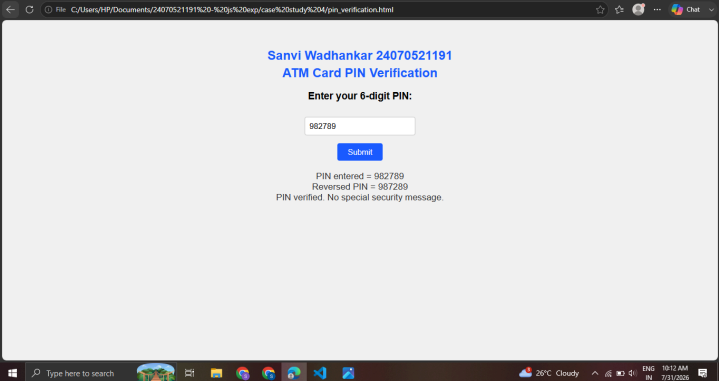 File C:/Users/HP/Documents/24070521191%20-%20js%20exp/case%20study%204/pin_verification.html
Chat
Sanvi Wadhankar 24070521191
ATM Card PIN Verification
Enter your 6-digit PIN:
982789
Submit
PIN entered = 982789
Reversed PIN = 987289
PIN verified. No special security message.
Type here to search
26°C Cloudy
ENG
IN
10:12 AM
7/31/2026